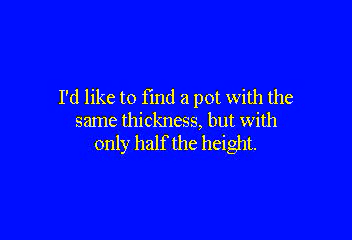 I'd like to find a pot with the
same thickness, but with
only half the height.